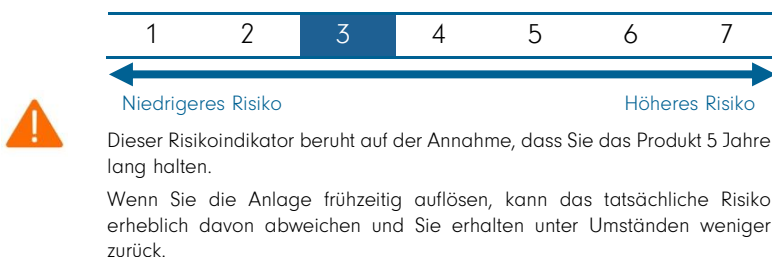 1 2 3 4 5 6 7
Niedrigeres Risiko Höheres Risiko
Dieser Risikoindikator beruht auf der Annahme, dass Sie das Produkt 5 Jahre
lang halten.
Wenn Sie die Anlage frühzeitig auflösen, kann das tatsächliche Risiko
erheblich davon abweichen und Sie erhalten unter Umständen weniger
zurück.